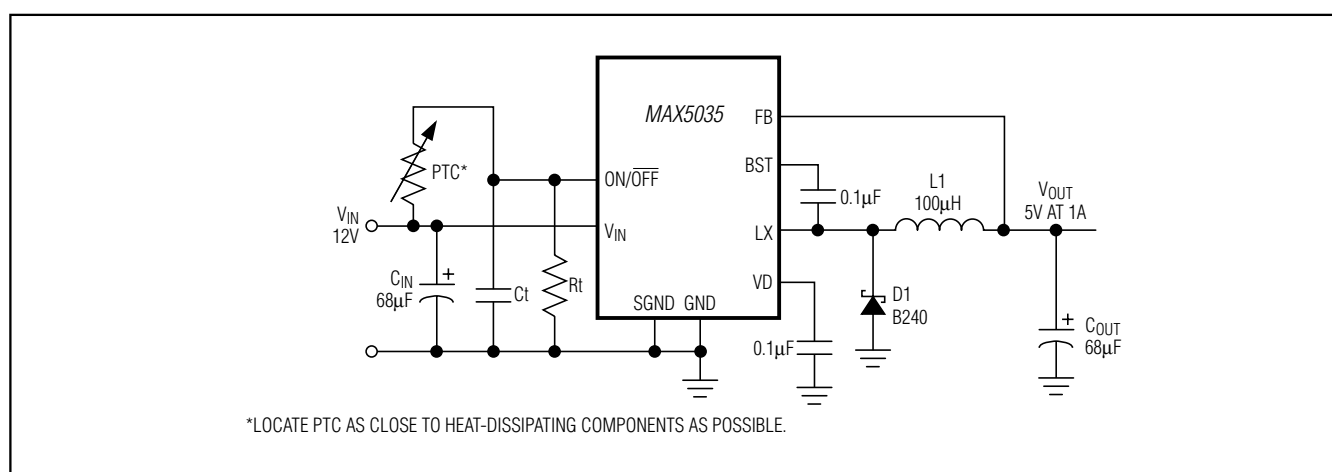 MAX5035
FB
BST
ON/OFF
PTC*
0.1μF
L1
100μH
VOUT
5V AT 1A
VIN
12V
VIN
LX
CIN
68μF
+
Ct
Rt
VD
SGND GND
D1
B240
0.1μF
+
COUT
68μF
*LOCATE PTC AS CLOSE TO HEAT-DISSIPATING COMPONENTS AS POSSIBLE.